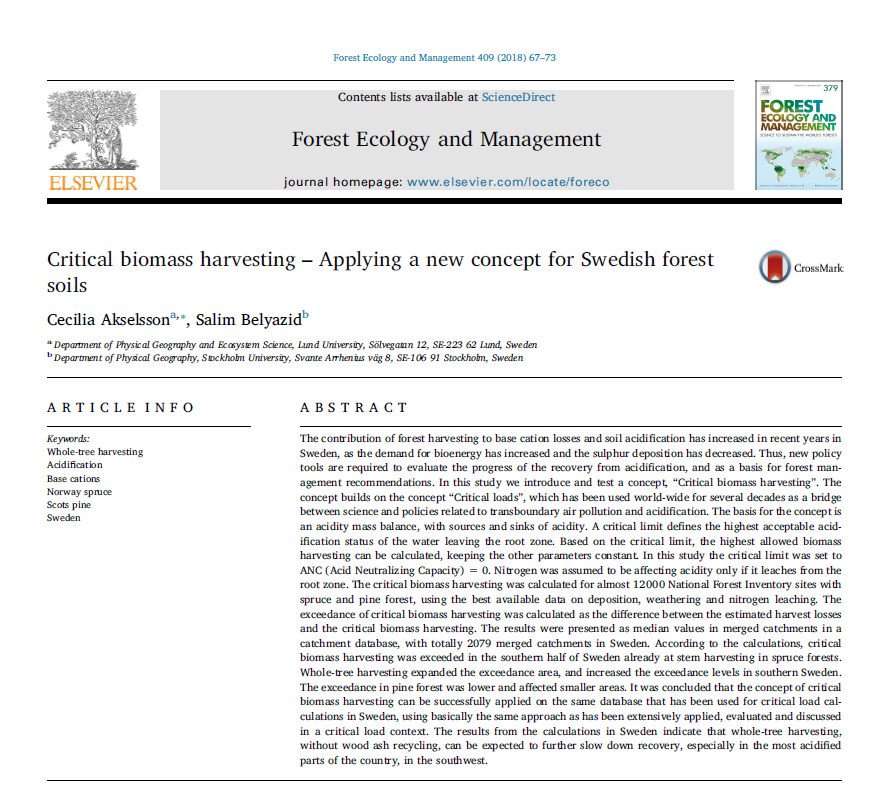 Forest Ecology and Management 409 (2018) 67–73
Contents lists available at ScienceDirect
Forest Ecology and Management
journal homepage: www.elsevier.com/locate/foreco
ELSEVIER
379
FOREST
ECOLOGY AND
MANAGEMENT
SCIENCE TO SUSTAIN THE WORLD'S FORESTS
Critical biomass harvesting – Applying a new concept for Swedish forest
soils
CrossMark
Cecilia Akselsson a,*, Salim Belyazid b
a Department of Physical Geography and Ecosystem Science, Lund University, Sölvegatan 12, SE-223 62 Lund, Sweden
b Department of Physical Geography, Stockholm University, Svante Arrhenius väg 8, SE-106 91 Stockholm, Sweden
ARTICLE INFO
Keywords:
Whole-tree harvesting
Acidification
Base cations
Norway spruce
Scots pine
Sweden
ABSTRACT
The contribution of forest harvesting to base cation losses and soil acidification has increased in recent years in
Sweden, as the demand for bioenergy has increased and the sulphur deposition has decreased. Thus, new policy
tools are required to evaluate the progress of the recovery from acidification, and as a basis for forest man-
agement recommendations. In this study we introduce and test a concept, “Critical biomass harvesting”. The
concept builds on the concept “Critical loads”, which has been used world-wide for several decades as a bridge
between science and policies related to transboundary air pollution and acidification. The basis for the concept is
an acidity mass balance, with sources and sinks of acidity. A critical limit defines the highest acceptable acid-
ification status of the water leaving the root zone. Based on the critical limit, the highest allowed biomass
harvesting can be calculated, keeping the other parameters constant. In this study the critical limit was set to
ANC (Acid Neutralizing Capacity) = 0. Nitrogen was assumed to be affecting acidity only if it leaches from the
root zone. The critical biomass harvesting was calculated for almost 12000 National Forest Inventory sites with
spruce and pine forest, using the best available data on deposition, weathering and nitrogen leaching. The
exceedance of critical biomass harvesting was calculated as the difference between the estimated harvest losses
and the critical biomass harvesting. The results were presented as median values in merged catchments in a
catchment database, with totally 2079 merged catchments in Sweden. According to the calculations, critical
biomass harvesting was exceeded in the southern half of Sweden already at stem harvesting in spruce forests.
Whole-tree harvesting expanded the exceedance area, and increased the exceedance levels in southern Sweden.
The exceedance in pine forest was lower and affected smaller areas. It was concluded that the concept of critical
biomass harvesting can be successfully applied on the same database that has been used for critical load cal-
culations in Sweden, using basically the same approach as has been extensively applied, evaluated and discussed
in a critical load context. The results from the calculations in Sweden indicate that whole-tree harvesting,
without wood ash recycling, can be expected to further slow down recovery, especially in the most acidified
parts of the country, in the southwest.